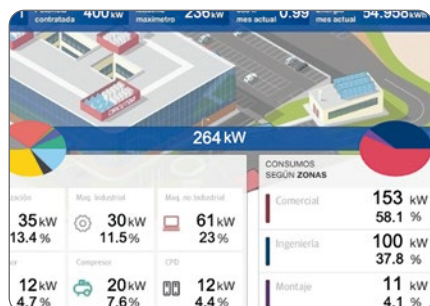 contratada 400 kW
maxímetro 236 kW
mes actual 0.99
mes actual 54.958 kWh
264 kW
CONSUMOS
SEGÚN ZONAS
Comercial 153 kW
58.1 %
Ingeniería 100 kW
37.8 %
Montaje 11 kW
4.1 %
Maq. industrial
Maq. no industrial
35 kW
13.4 %
30 kW
11.5 %
61 kW
23 %
Compresor
CPD
12 kW
4.7 %
20 kW
7.6 %
12 kW
4.4 %